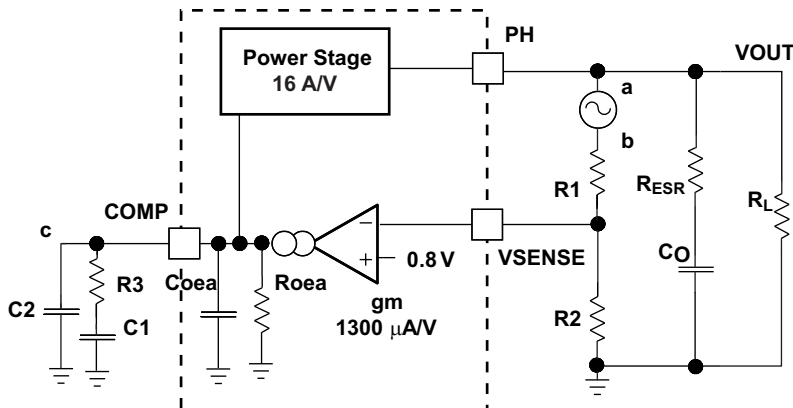 PH
VOUT
Power Stage
16 A/V
a
b
R1
RESR
RL
COMP
c
VSENSE
0.8 V
R3
Coea
Roea
CO
C2
C1
gm
1300 μA/V
R2
−
+